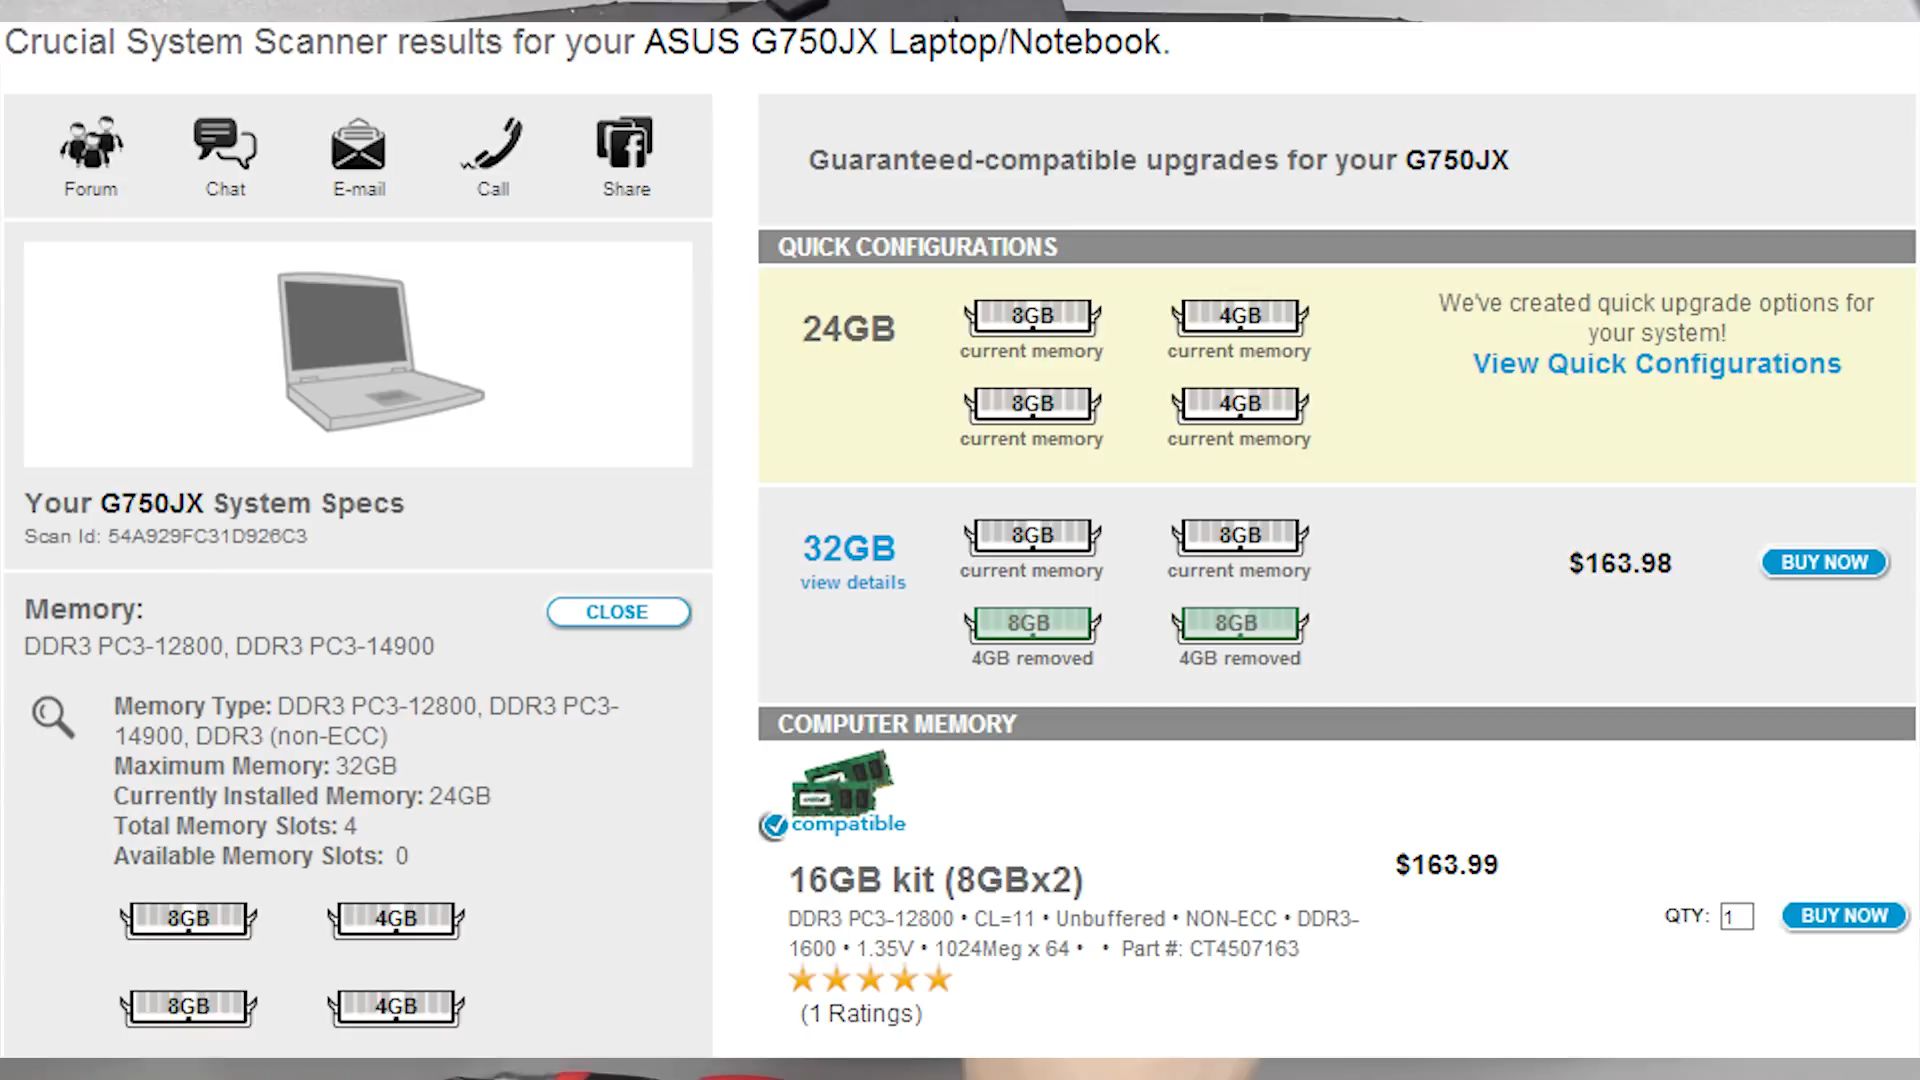 Crucial System Scanner results for your ASUS G750JX Laptop/Notebook.
Forum
Chat
E-mail
Call
Share
Your G750JX System Specs
Scan Id: 54A929FC31D926C3
Memory:
CLOSE
DDR3 PC3-12800, DDR3 PC3-14900
Memory Type: DDR3 PC3-12800, DDR3 PC3-
14900, DDR3 (non-ECC)
Maximum Memory: 32GB
Currently Installed Memory: 24GB
Total Memory Slots: 4
Available Memory Slots: 0
8GB
4GB
8GB
4GB
Guaranteed-compatible upgrades for your G750JX
QUICK CONFIGURATIONS
24GB
8GB
current memory
4GB
current memory
8GB
current memory
4GB
current memory
We've created quick upgrade options for
your system!
View Quick Configurations
32GB
view details
8GB
current memory
8GB
current memory
8GB
4GB removed
8GB
4GB removed
$163.98
BUY NOW
COMPUTER MEMORY
crucial
compatible
16GB kit (8GBx2)
DDR3 PC3-12800 • CL=11 • Unbuffered • NON-ECC • DDR3-
1600 • 1.35V • 1024Meg x 64 • • Part #: CT4507163
(1 Ratings)
$163.99
QTY: 1
BUY NOW